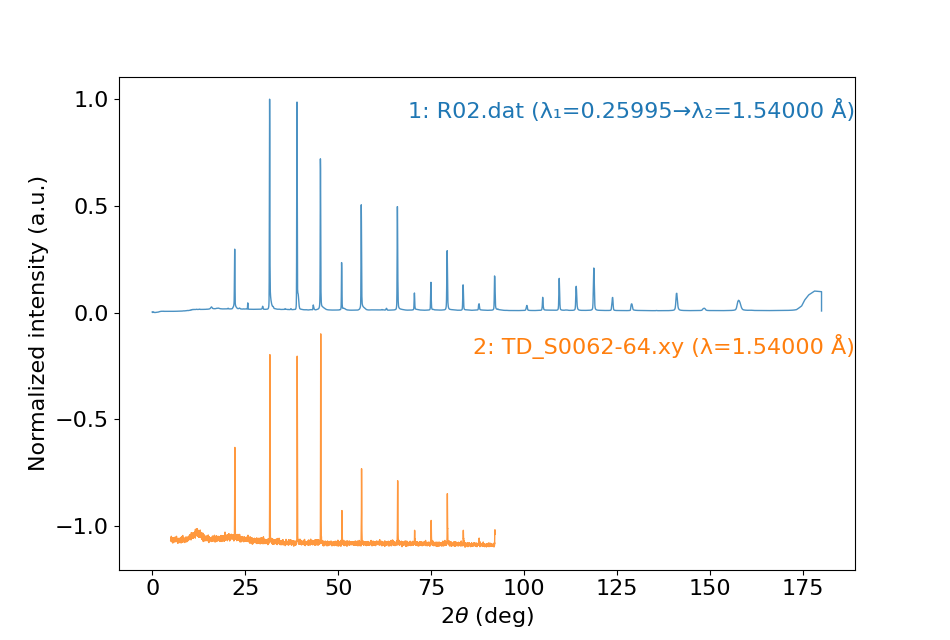 1.0
0.5
0.0
−0.5
−1.0
Normalized intensity (a.u.)
1: R02.dat (λ₁=0.25995→λ₂=1.54000 Å)
2: TD_S0062-64.xy (λ=1.54000 Å)
0 25 50 75 100 125 150 175
2θ (deg)